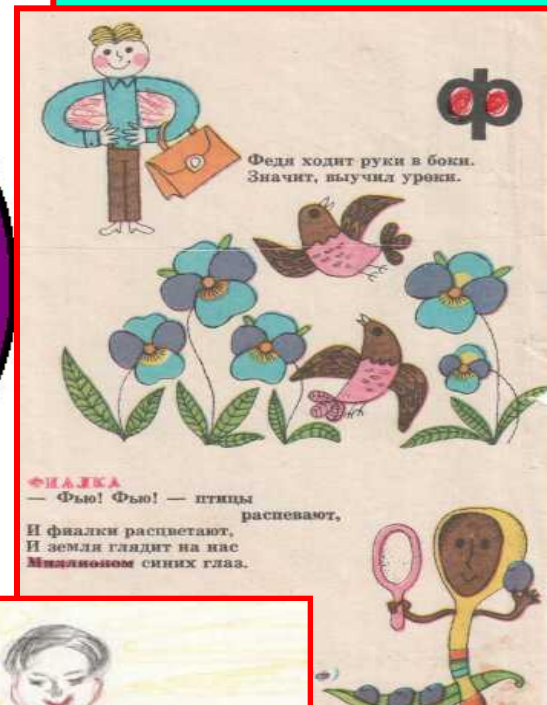 Ф
Федя ходит руки в боки.
Значит, выучил уроки.
ФИАЛКА
— Фью! Фью! — птицы
распевают,
И фиалки расцветают,
И земля глядит на нас
Миллионом синих глаз.